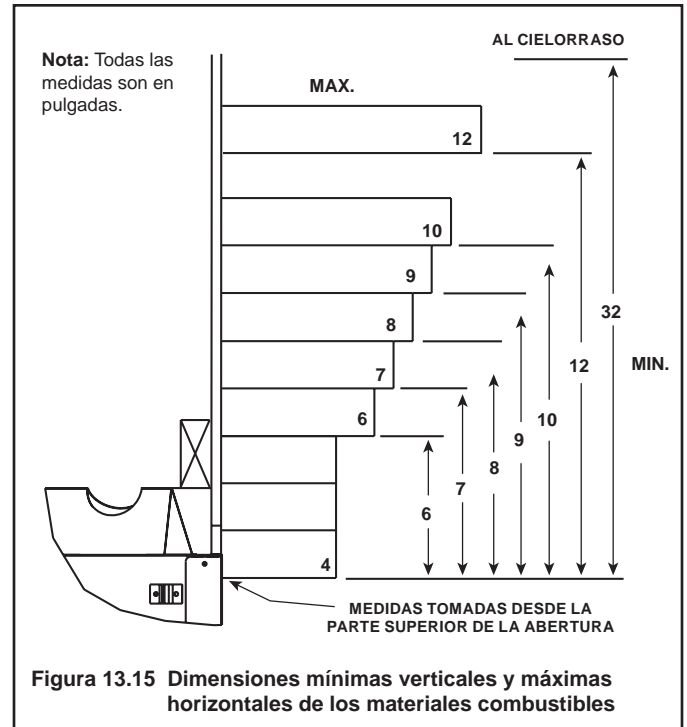 Nota: Todas las
medidas son en
pulgadas.
AL CIELORRASO
MAX.
12
10
9
8
7
6
4
6
7
8
9
10
12
32
MIN.
MEDIDAS TOMADAS DESDE LA
PARTE SUPERIOR DE LA ABERTURA
Figura 13.15 Dimensiones mínimas verticales y máximas
horizontales de los materiales combustibles